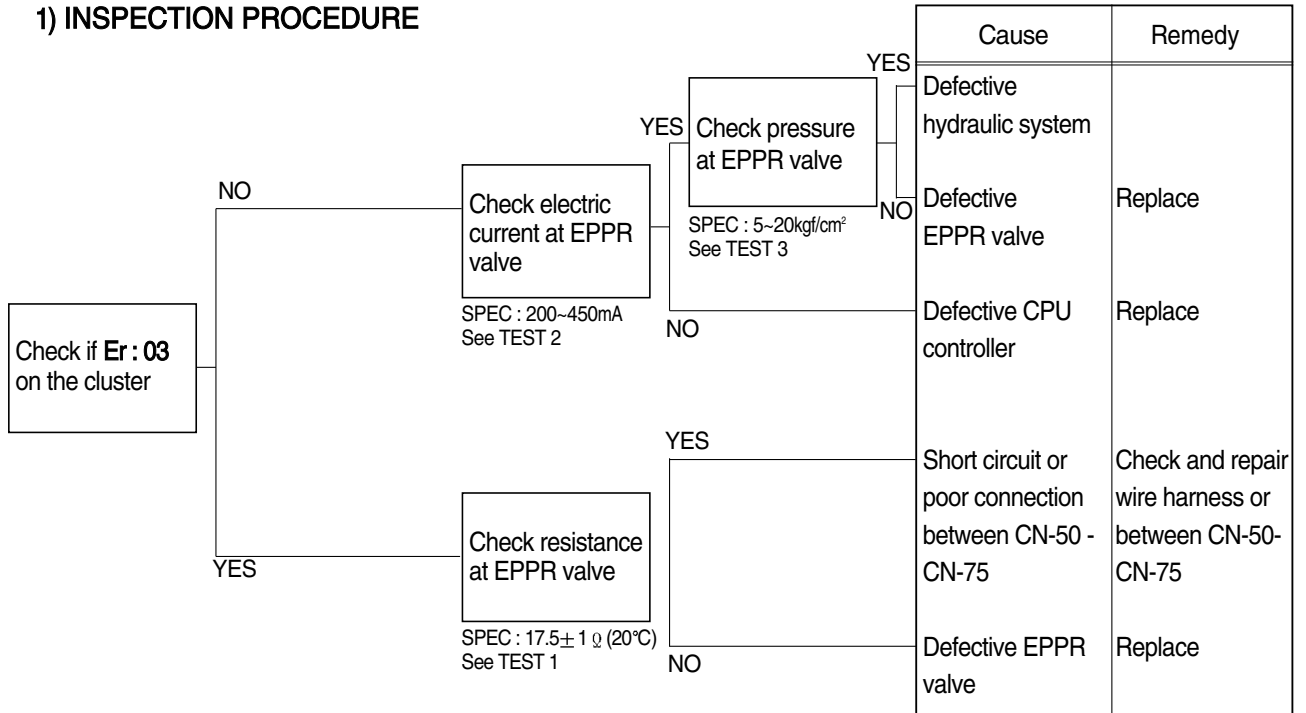 1) INSPECTION PROCEDURE
Cause
Remedy
YES
Defective
hydraulic system
YES
Check pressure
at EPPR valve
NO
Check electric
current at EPPR
valve
NO
Defective
EPPR valve
Replace
SPEC : 5~20kgf/cm²
See TEST 3
SPEC : 200~450mA
See TEST 2
NO
Defective CPU
controller
Replace
Check if Er : 03
on the cluster
YES
Short circuit or
poor connection
between CN-50 -
CN-75
Check and repair
wire harness or
between CN-50-
CN-75
Check resistance
at EPPR valve
YES
SPEC : 17.5±1 Ω (20°C)
See TEST 1
NO
Defective EPPR
valve
Replace